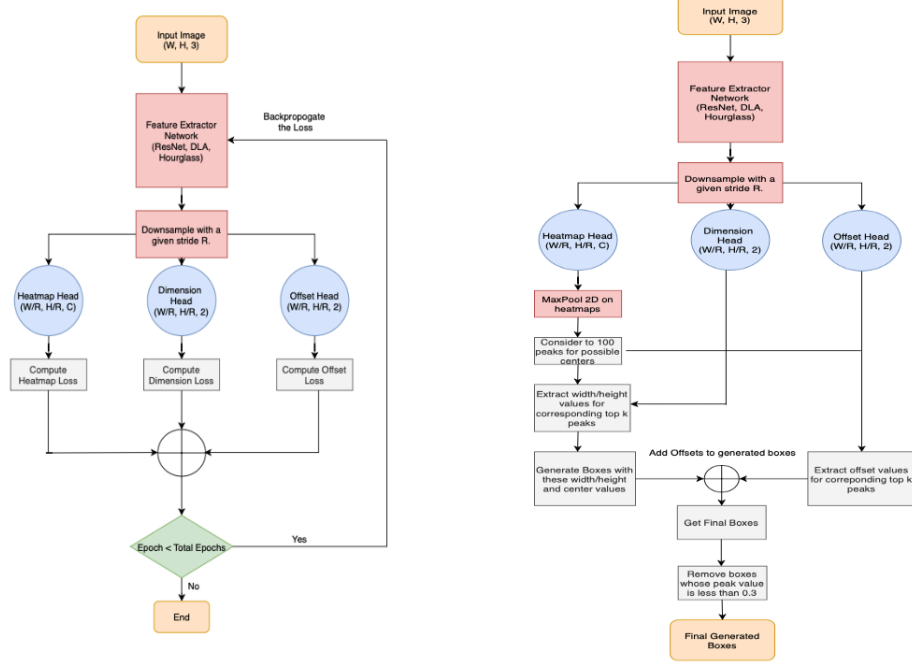 Input Image
(W, H, 3)
Feature Extractor
Network
(ResNet, DLA,
Hourglass)
Backpropogate
the Loss
Downsample with a
given stride R.
Heatmap Head
(W/R, H/R, C)
Dimension
Head
(W/R, H/R, 2)
Offset Head
(W/R, H/R, 2)
Compute
Heatmap Loss
Compute
Dimension Loss
Compute Offset
Loss
Epoch < Total Epochs
Yes
No
End
Input Image
(W, H, 3)
Feature Extractor
Network
(ResNet, DLA,
Hourglass)
Downsample with a
given stride R.
Heatmap Head
(W/R, H/R, C)
Dimension
Head
(W/R, H/R, 2)
Offset Head
(W/R, H/R, 2)
MaxPool 2D on
heatmaps
Consider to 100
peaks for possible
centers
Extract width/height
values for
corresponding top k
peaks
Generate Boxes with
these width/height
and center values
Add Offsets to generated boxes
Extract offset values
for correponding top k
peaks
Get Final Boxes
Remove boxes
whose peak value
is less than 0.3
Final Generated
Boxes